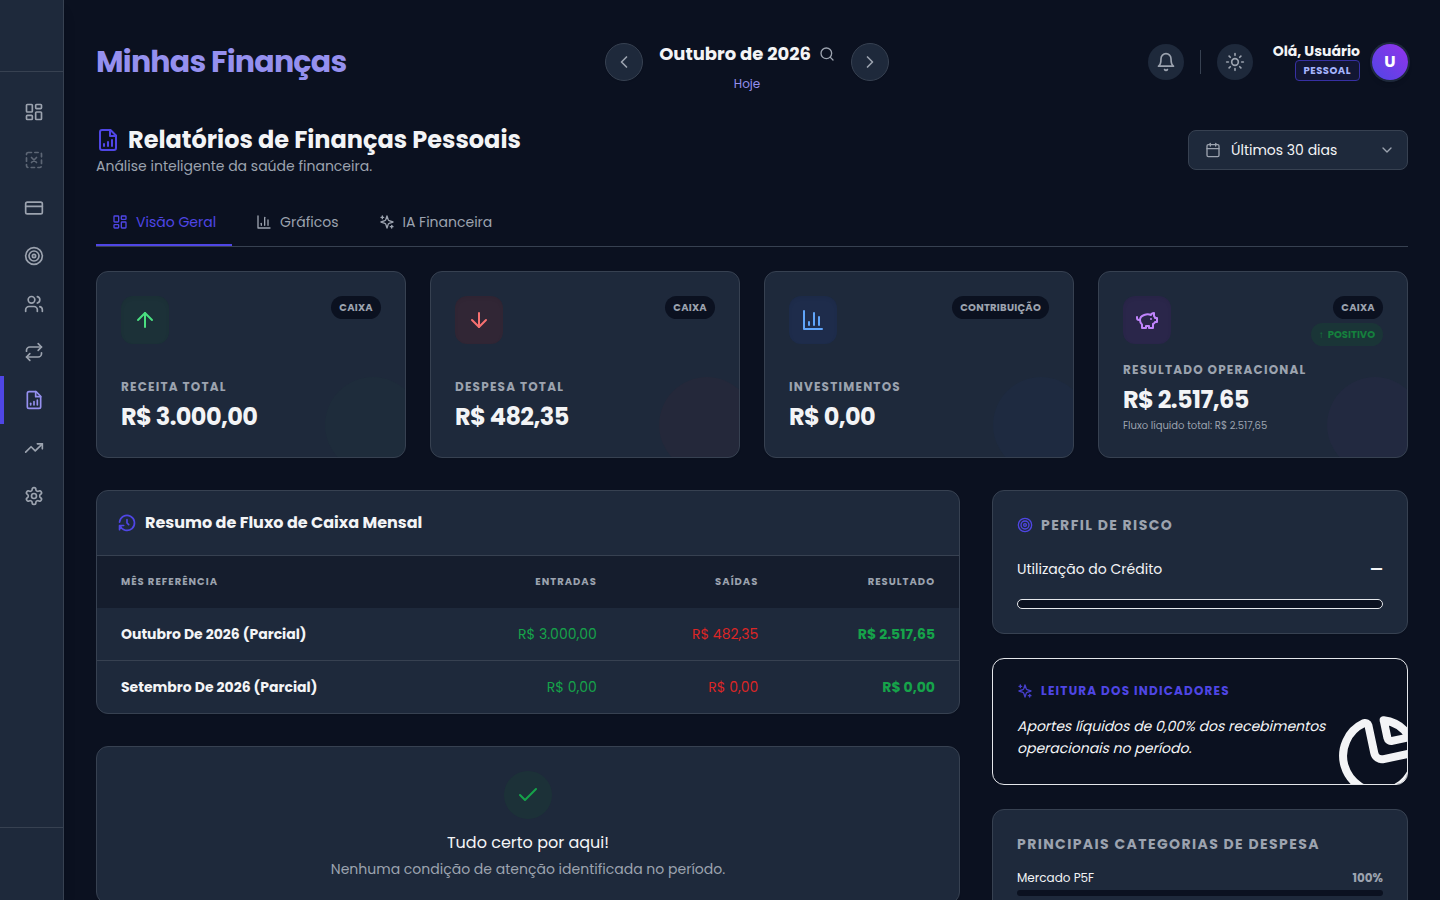 Minhas Finanças
Outubro de 2026
Hoje
Olá, Usuário
PESSOAL
U
Relatórios de Finanças Pessoais
Análise inteligente da saúde financeira.
Últimos 30 dias
Visão Geral
Gráficos
IA Financeira
CAIXA
RECEITA TOTAL
R$ 3.000,00
CAIXA
DESPESA TOTAL
R$ 482,35
CONTRIBUIÇÃO
INVESTIMENTOS
R$ 0,00
CAIXA
↑ POSITIVO
RESULTADO OPERACIONAL
R$ 2.517,65
Fluxo líquido total: R$ 2.517,65
Resumo de Fluxo de Caixa Mensal
MÊS REFERÊNCIA ENTRADAS SAÍDAS RESULTADO
Outubro De 2026 (Parcial) R$ 3.000,00 R$ 482,35 R$ 2.517,65
Setembro De 2026 (Parcial) R$ 0,00 R$ 0,00 R$ 0,00
Tudo certo por aqui!
Nenhuma condição de atenção identificada no período.
PERFIL DE RISCO
Utilização do Crédito —
LEITURA DOS INDICADORES
Aportes líquidos de 0,00% dos recebimentos
operacionais no período.
PRINCIPAIS CATEGORIAS DE DESPESA
Mercado P5F 100%